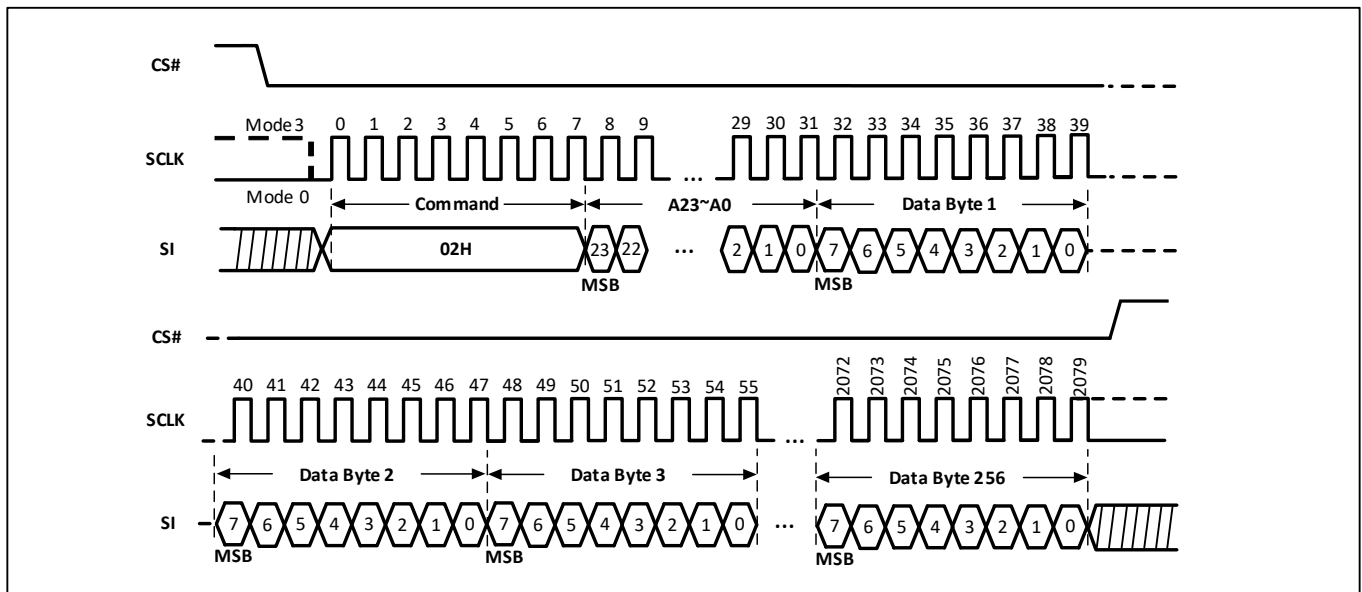 CS#
Mode 3 0 1 2 3 4 5 6 7 8 9 29 30 31 32 33 34 35 36 37 38 39
SCLK ...
Mode 0 Command A23~A0 Data Byte 1
SI 02H 23 22 ... 2 1 0 7 6 5 4 3 2 1 0
MSB MSB
CS#
40 41 42 43 44 45 46 47 48 49 50 51 52 53 54 55 2072 2073 2074 2075 2076 2077 2078 2079
SCLK ...
Data Byte 2 Data Byte 3 Data Byte 256
SI 7 6 5 4 3 2 1 0 7 6 5 4 3 2 1 0 ... 7 6 5 4 3 2 1 0
MSB MSB MSB